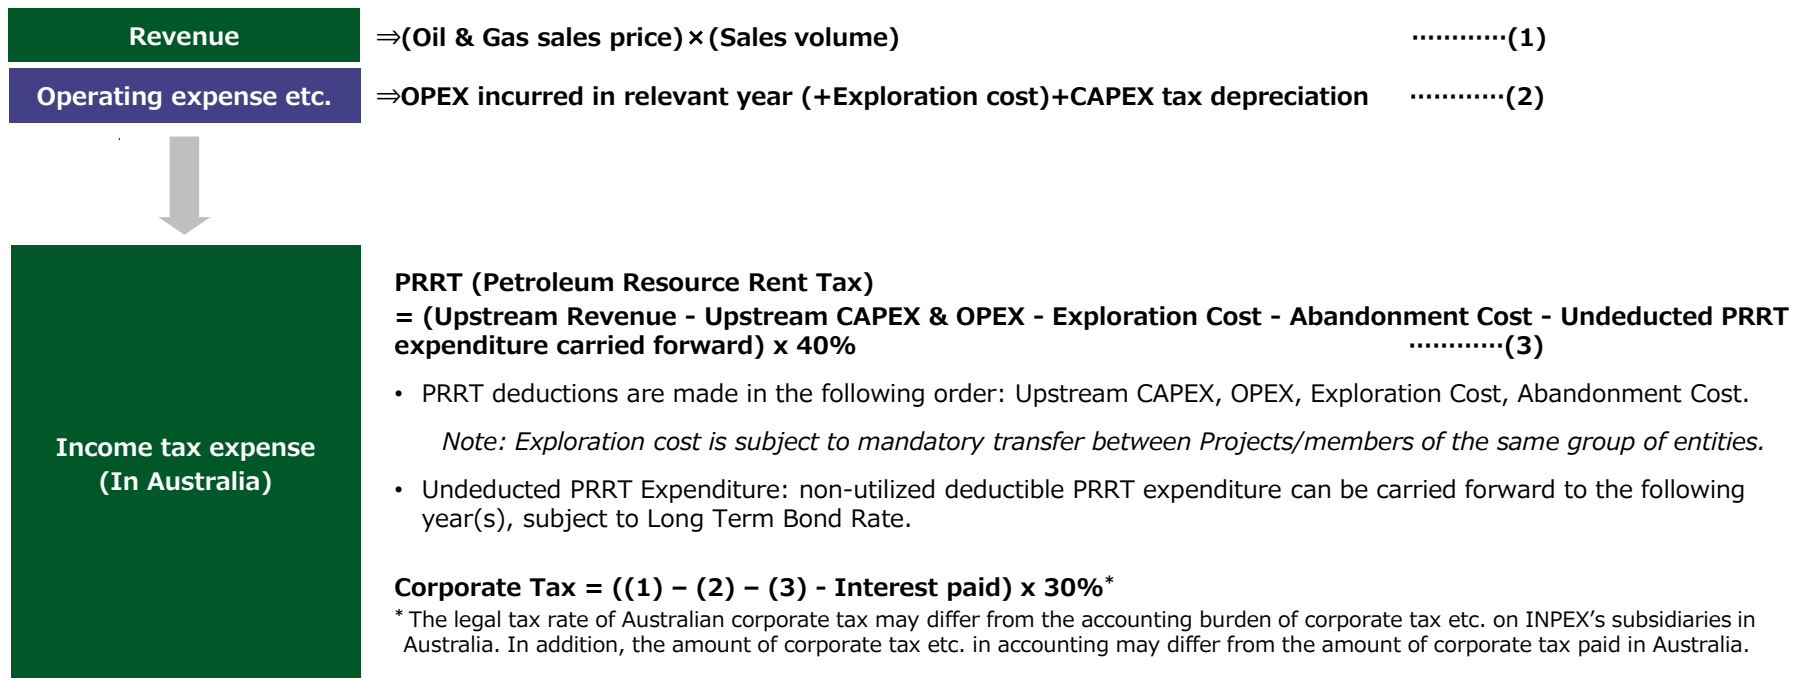 Revenue
⇒(Oil & Gas sales price)×(Sales volume) …………(1)
Operating expense etc.
⇒OPEX incurred in relevant year (+Exploration cost)+CAPEX tax depreciation …………(2)
Income tax expense
(In Australia)
PRRT (Petroleum Resource Rent Tax)
= (Upstream Revenue - Upstream CAPEX & OPEX - Exploration Cost - Abandonment Cost - Undeducted PRRT
expenditure carried forward) x 40% …………(3)
• PRRT deductions are made in the following order: Upstream CAPEX, OPEX, Exploration Cost, Abandonment Cost.
Note: Exploration cost is subject to mandatory transfer between Projects/members of the same group of entities.
• Undeducted PRRT Expenditure: non-utilized deductible PRRT expenditure can be carried forward to the following
year(s), subject to Long Term Bond Rate.
Corporate Tax = ((1) – (2) – (3) - Interest paid) x 30%*
* The legal tax rate of Australian corporate tax may differ from the accounting burden of corporate tax etc. on INPEX’s subsidiaries in
Australia. In addition, the amount of corporate tax etc. in accounting may differ from the amount of corporate tax paid in Australia.